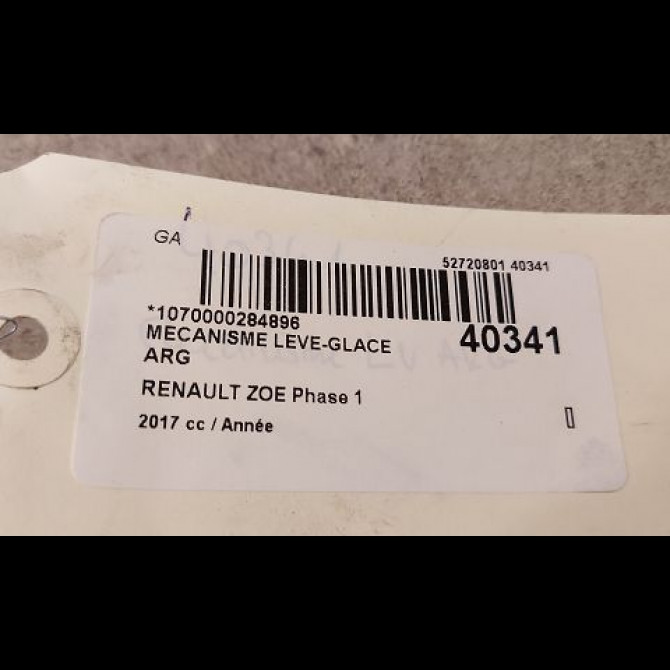 GA
52720801 40341
*1070000284896
40341
MECANISME LEVE-GLACE
ARG
RENAULT ZOE Phase 1
2017 cc / Année